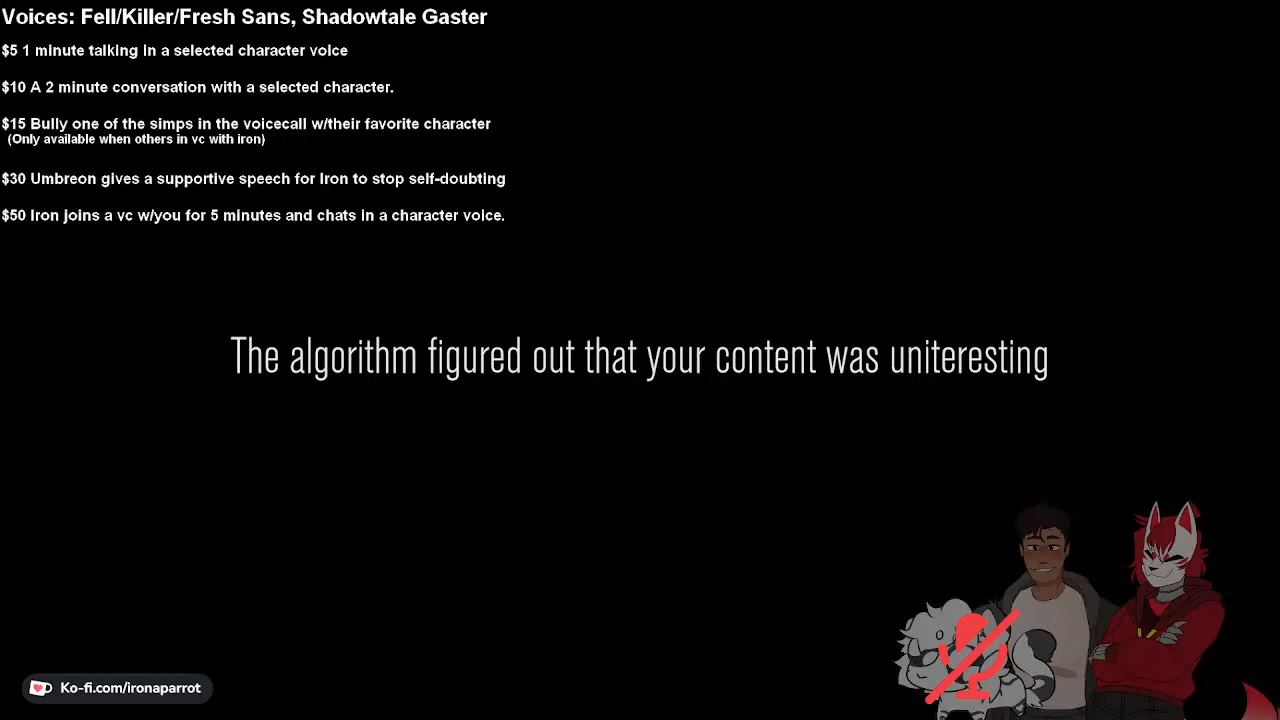 Voices: Fell/Killer/Fresh Sans, Shadowtale Gaster
$5 1 minute talking in a selected character voice
$10 A 2 minute conversation with a selected character.
$15 Bully one of the simps in the voicecall w/their favorite character
(Only available when others in vc with iron)
$30 Umbreon gives a supportive speech for Iron to stop self-doubting
$50 Iron joins a vc w/you for 5 minutes and chats in a character voice.
The algorithm figured out that your content was uniteresting
Ko-fi.com/ironaparrot